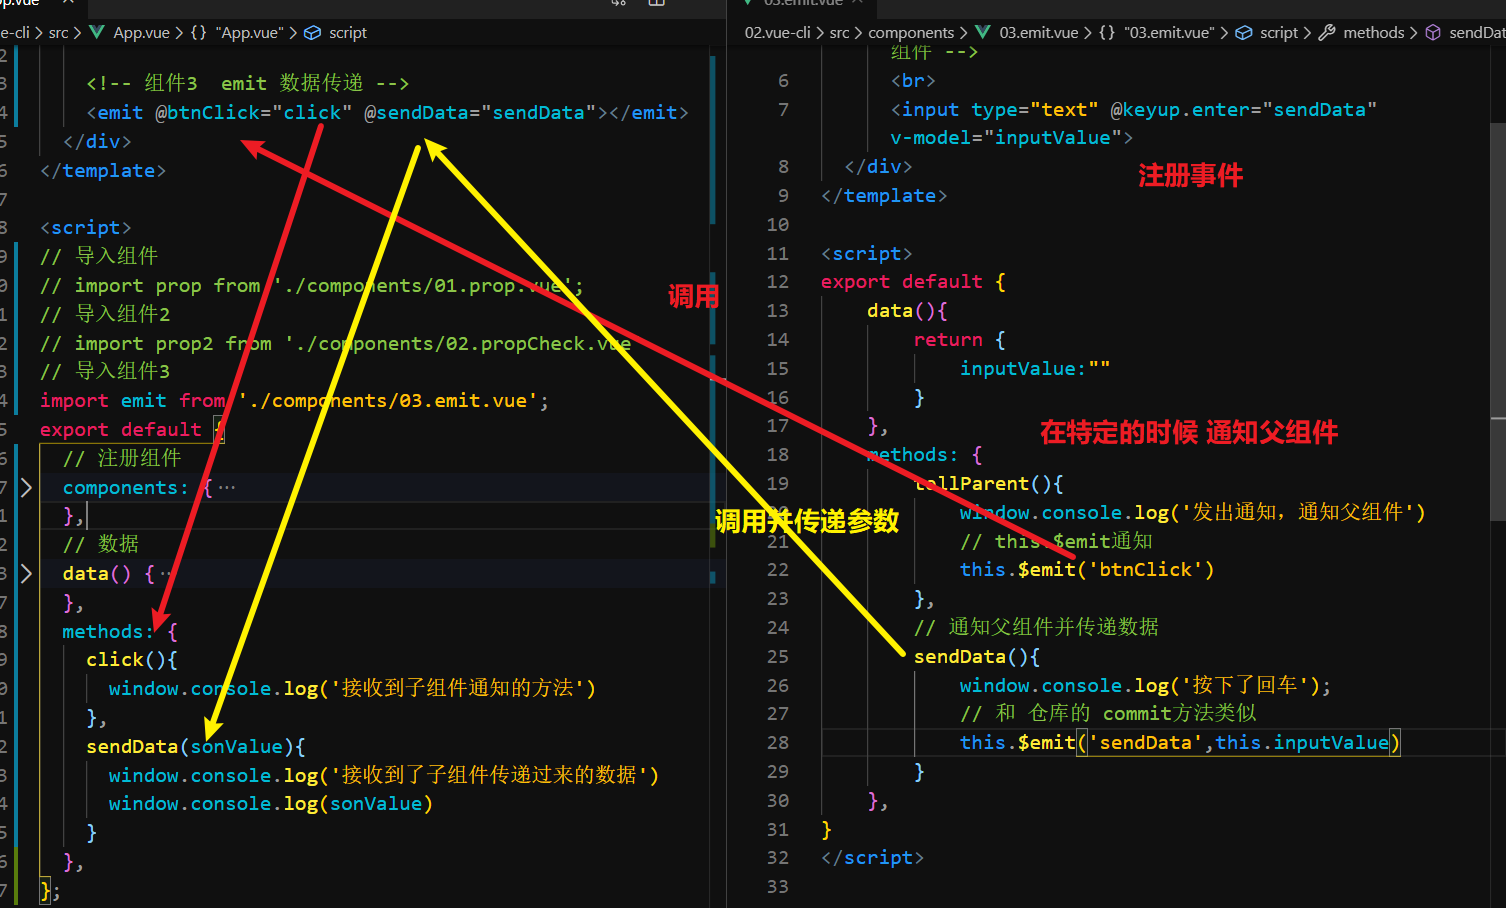 pp.vue
03.emit.vue
e-cli > src > App.vue > {} "App.vue" > script
02.vue-cli > src > components > 03.emit.vue > {} "03.emit.vue" > script > methods > sendDat
2
3 <!-- 组件3  emit 数据传递 -->
4 <emit @btnClick="click" @sendData="sendData"></emit>
5 </div>
6 </template>
7
8 <script>
9 // 导入组件
0 // import prop from './components/01.prop.vue';
1 // 导入组件2
2 // import prop2 from './components/02.propCheck.vue
3 // 导入组件3
4 import emit from './components/03.emit.vue';
5 export default {
6 // 注册组件
7 components: {…
1 },
2 // 数据
3 data() {…
7 },
8 methods: {
9 click(){
0 window.console.log('接收到子组件通知的方法')
1 },
2 sendData(sonValue){
3 window.console.log('接收到了子组件传递过来的数据')
4 window.console.log(sonValue)
5 }
6 },
7 };
调用
调用并传递参数
组件 -->
6 <br>
7 <input type="text" @keyup.enter="sendData"
v-model="inputValue">
8 </div>
注册事件
9 </template>
10
11 <script>
12 export default {
13 data(){
14 return {
15 inputValue:""
16 }
17 },
在特定的时候 通知父组件
18 methods: {
19 tellParent(){
window.console.log('发出通知，通知父组件')
21 // this.$emit通知
22 this.$emit('btnClick')
23 },
24 // 通知父组件并传递数据
25 sendData(){
26 window.console.log('按下了回车');
27 // 和 仓库的 commit方法类似
28 this.$emit('sendData',this.inputValue)
29 }
30 },
31 }
32 </script>
33